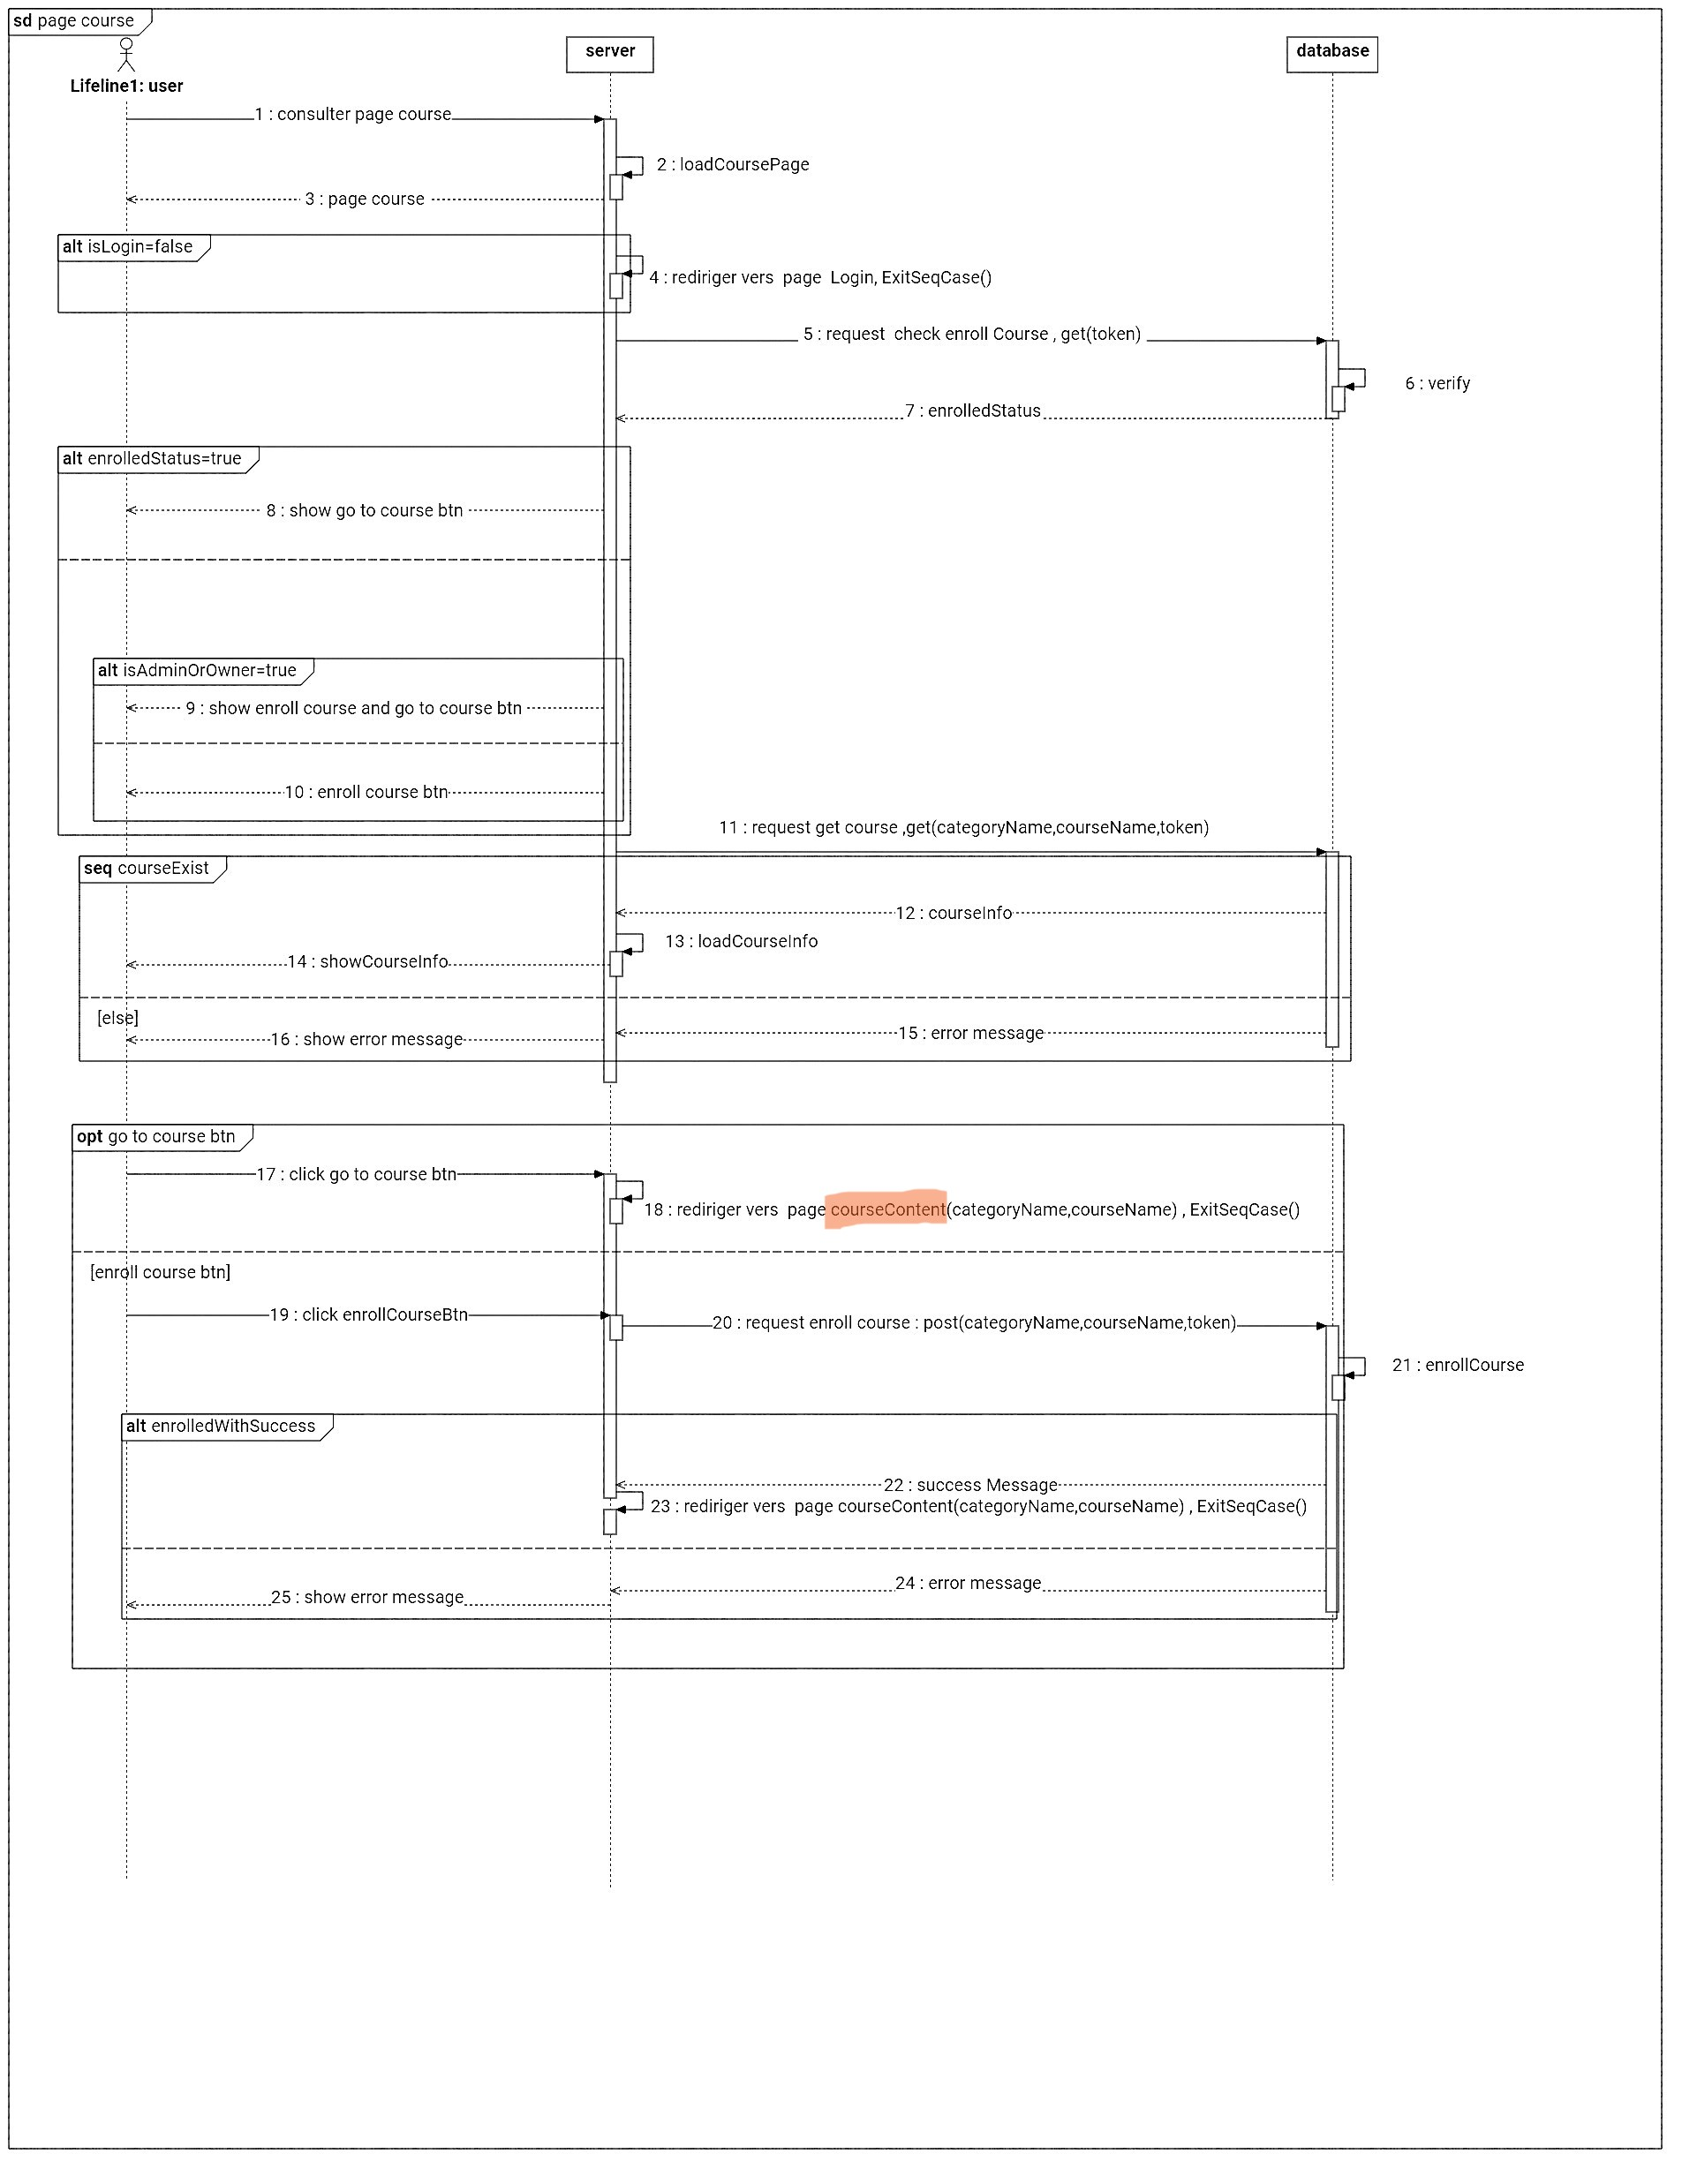 sd page course
server
database
Lifeline1: user
1 : consulter page course
2 : loadCoursePage
3 : page course
alt isLogin=false
4 : rediriger vers page Login, ExitSeqCase()
5 : request check enroll Course , get(token)
6 : verify
7 : enrolledStatus
alt enrolledStatus=true
8 : show go to course btn
alt isAdminOrOwner=true
9 : show enroll course and go to course btn
10 : enroll course btn
11 : request get course ,get(categoryName,courseName,token)
seq courseExist
12 : courseInfo
13 : loadCourseInfo
14 : showCourseInfo
[else]
15 : error message
16 : show error message
opt go to course btn
17 : click go to course btn
18 : rediriger vers page courseContent(categoryName,courseName) , ExitSeqCase()
[enroll course btn]
19 : click enrollCourseBtn
20 : request enroll course : post(categoryName,courseName,token)
21 : enrollCourse
alt enrolledWithSuccess
22 : success Message
23 : rediriger vers page courseContent(categoryName,courseName) , ExitSeqCase()
24 : error message
25 : show error message